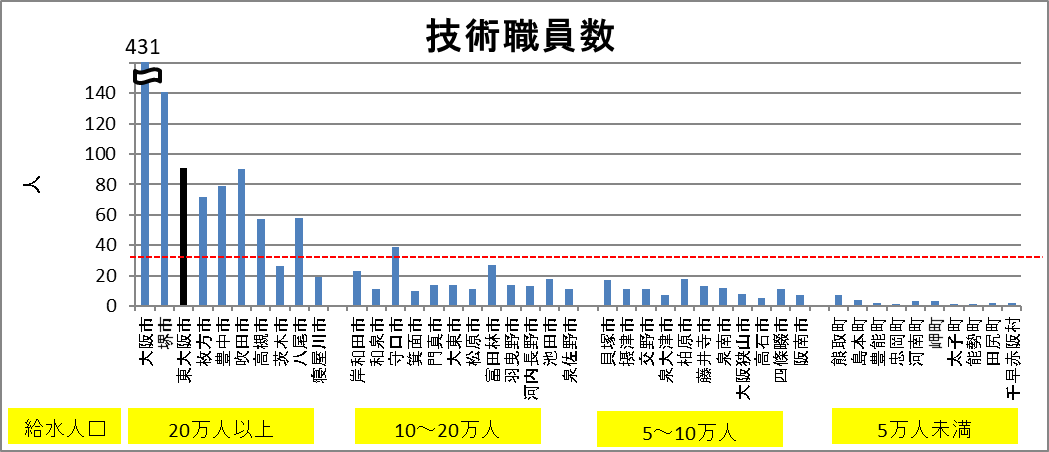 技術職員数
431
140
120
100
80
60
40
20
0
人
大阪市
堺市
東大阪市
枚方市
豊中市
吹田市
高槻市
茨木市
八尾市
寝屋川市
岸和田市
和泉市
守口市
箕面市
門真市
大東市
松原市
富田林市
羽曳野市
河内長野市
池田市
泉佐野市
貝塚市
摂津市
交野市
泉大津市
柏原市
藤井寺市
泉南市
大阪狭山市
高石市
四條畷市
阪南市
熊取町
島本町
豊能町
忠岡町
河南町
岬町
太子町
能勢町
田尻町
千早赤阪村
給水人口
20万人以上
10～20万人
5～10万人
5万人未満